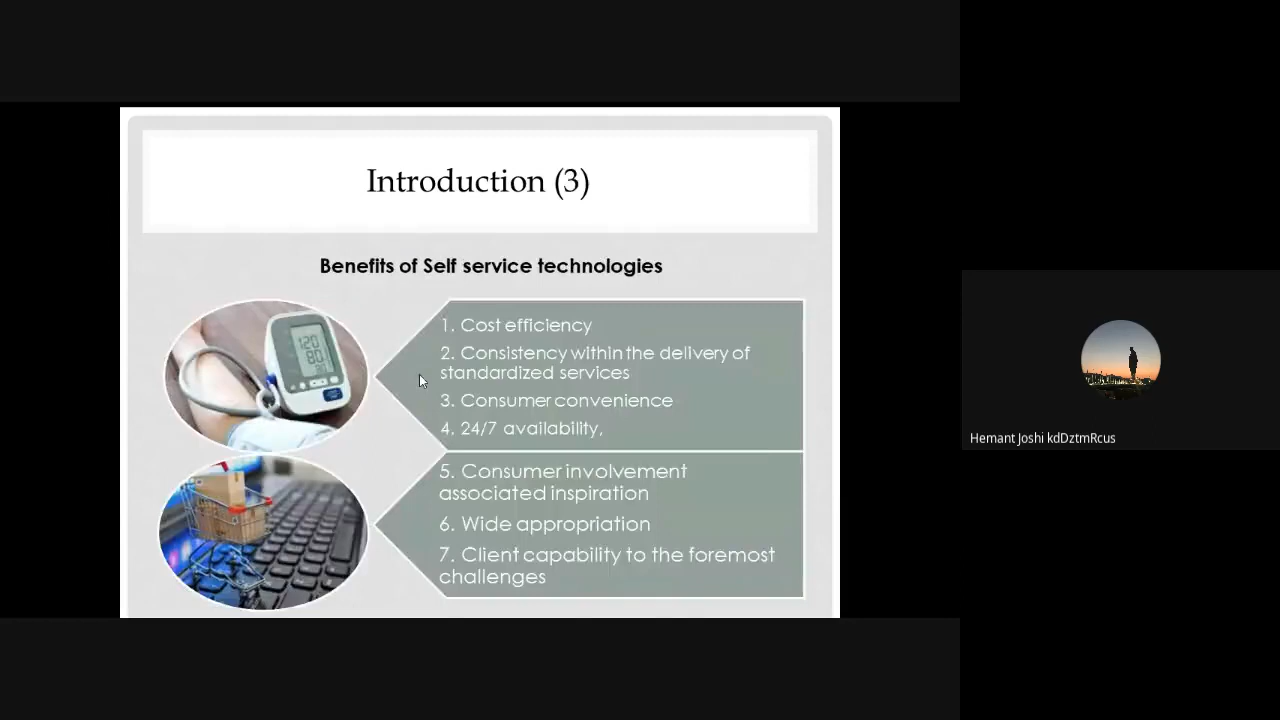 Introduction (3)
Benefits of Self service technologies
1. Cost efficiency
2. Consistency within the delivery of
standardized services
3. Consumer convenience
4. 24/7 availability,
5. Consumer involvement
associated inspiration
6. Wide appropriation
7. Client capability to the foremost
challenges
120
80
Hemant Joshi kdDztmRcus